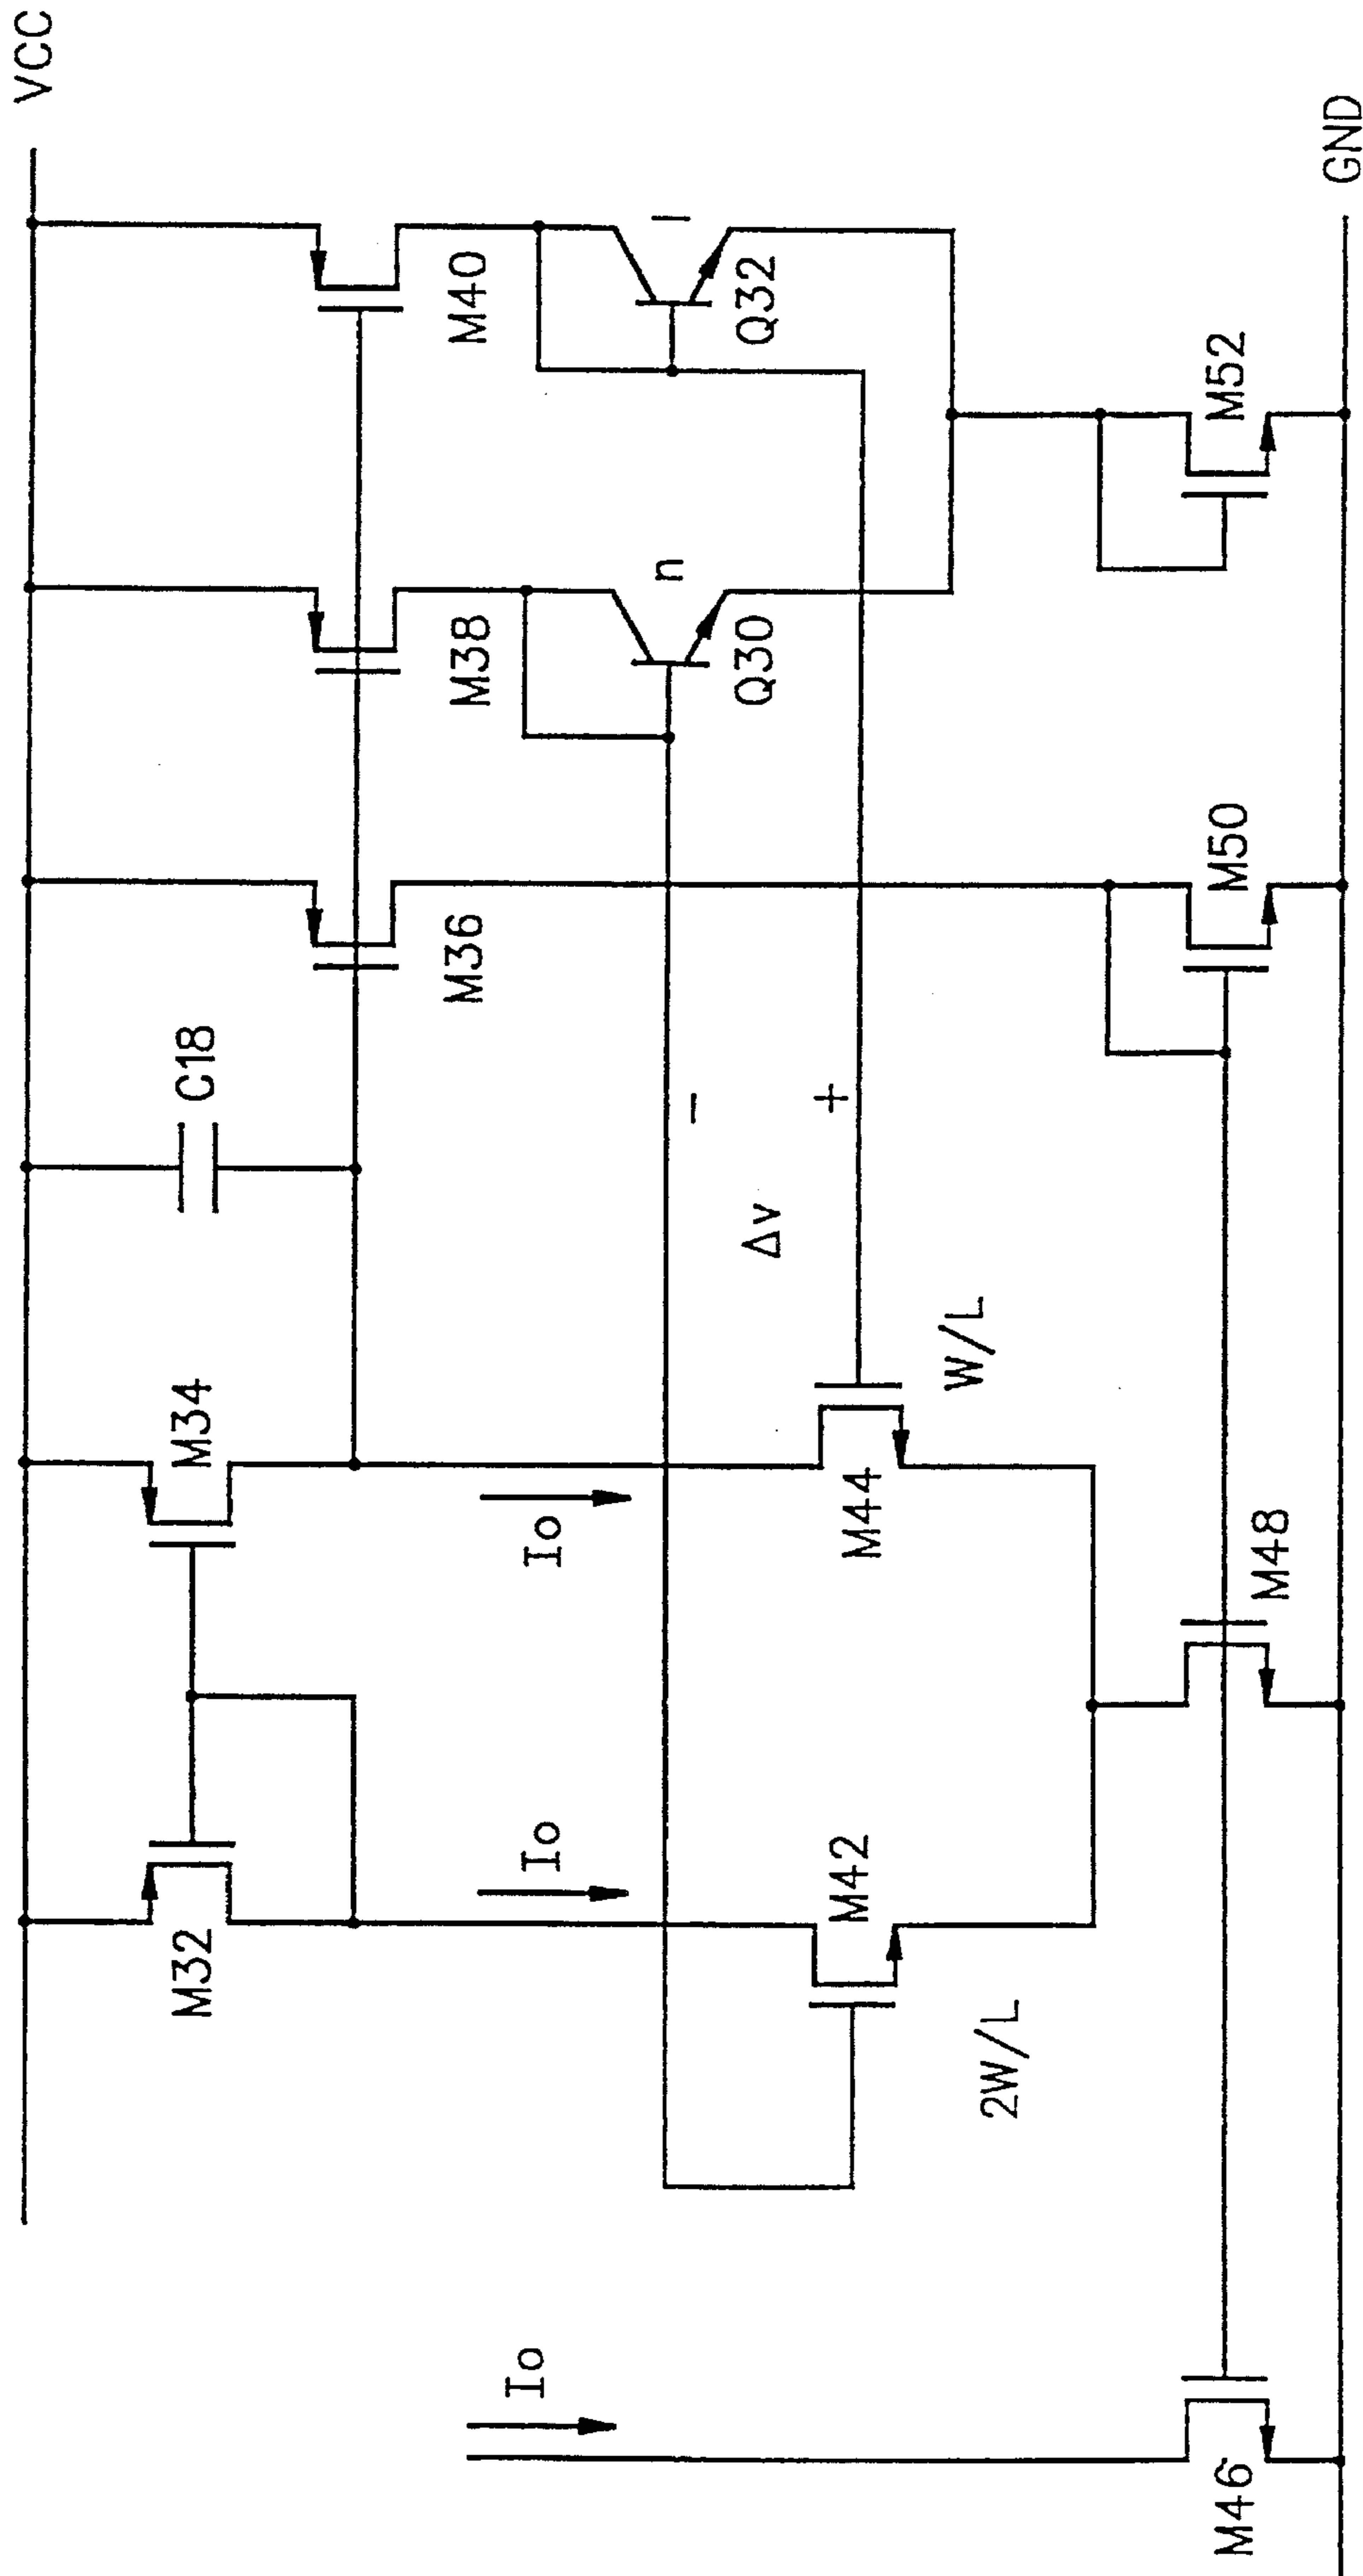 VCC
M32
M34
C18
M36
M38
M40
Io
Io
Io
n
1
Q30
Q32
−
Δv
+
M42
2W/L
M44
W/L
M46
M48
M50
M52
GND